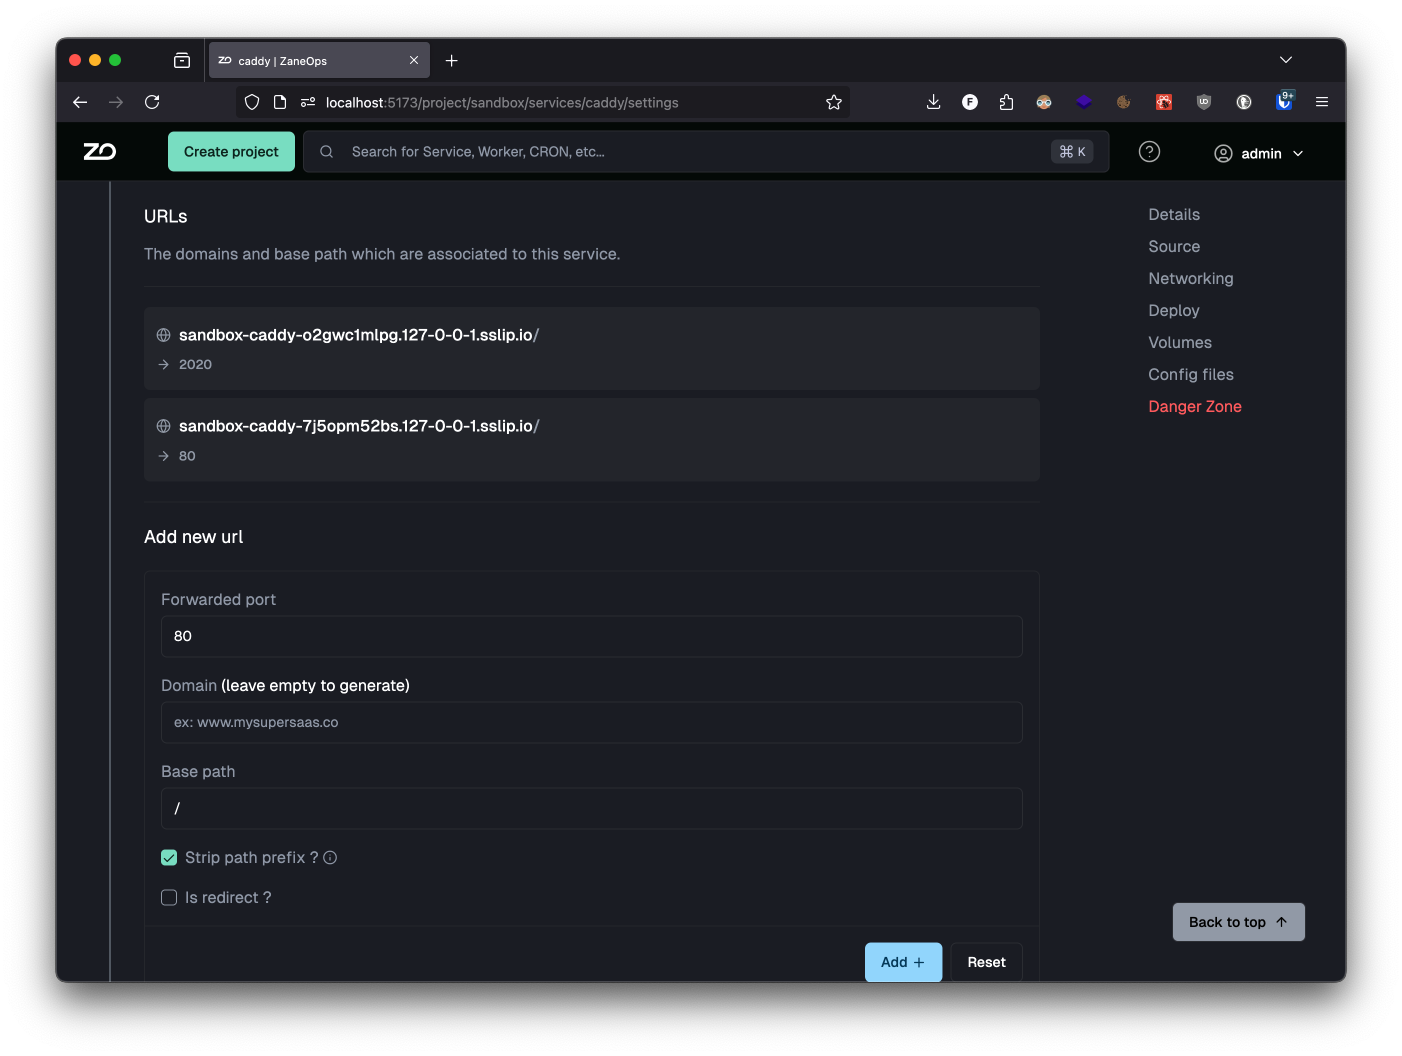 caddy | ZaneOps
localhost:5173/project/sandbox/services/caddy/settings
F
9+
ZO
Create project
Search for Service, Worker, CRON, etc...
⌘ K
admin
URLs
The domains and base path which are associated to this service.
sandbox-caddy-o2gwc1mlpg.127-0-0-1.sslip.io/
2020
sandbox-caddy-7j5opm52bs.127-0-0-1.sslip.io/
80
Add new url
Forwarded port
80
Domain (leave empty to generate)
ex: www.mysupersaas.co
Base path
/
Strip path prefix ?
Is redirect ?
Add +
Reset
Details
Source
Networking
Deploy
Volumes
Config files
Danger Zone
Back to top